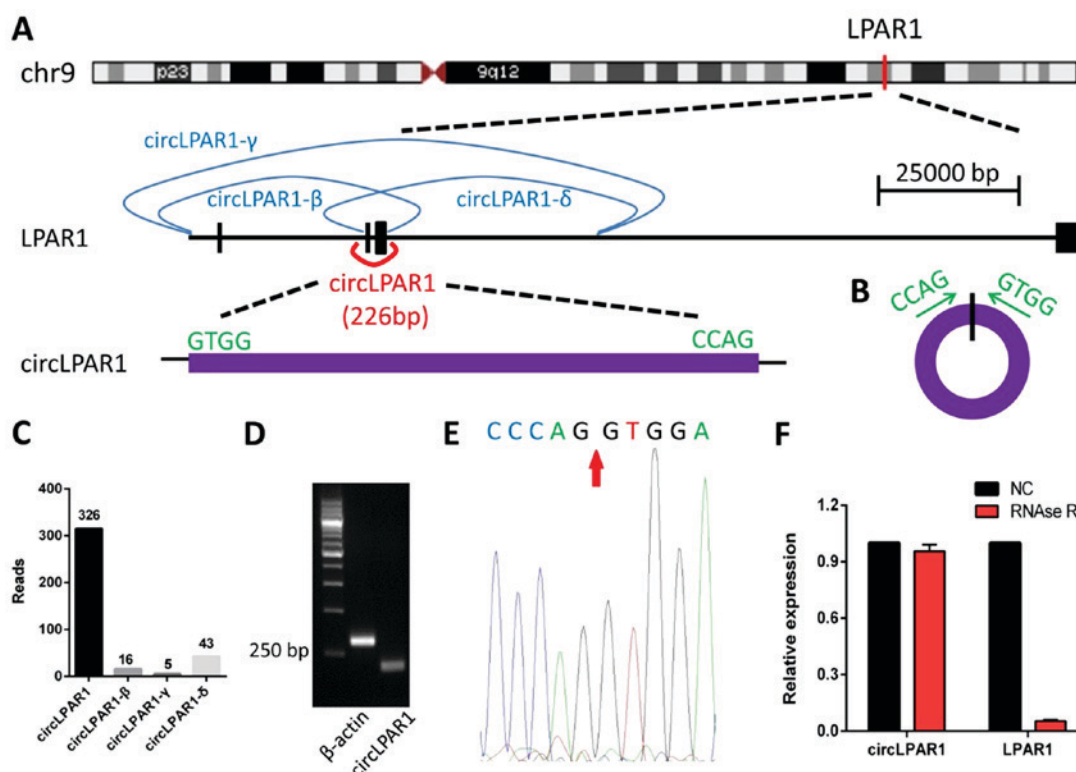 A
LPAR1
chr9
p23
9q12
circLPAR1-γ
25000 bp
circLPAR1-β
circLPAR1-δ
LPAR1
circLPAR1
(226bp)
GTGG
CCAG
circLPAR1
B
CCAG
GTGG
C
Reads
400
300
200
100
0
326
16
5
43
circLPAR1
circLPAR1-β
circLPAR1-γ
circLPAR1-δ
D
250 bp
β-actin
circLPAR1
E
C C C A G G T G G A
F
NC
RNAse R
Relative expression
1.2
0.9
0.6
0.3
0.0
circLPAR1
LPAR1